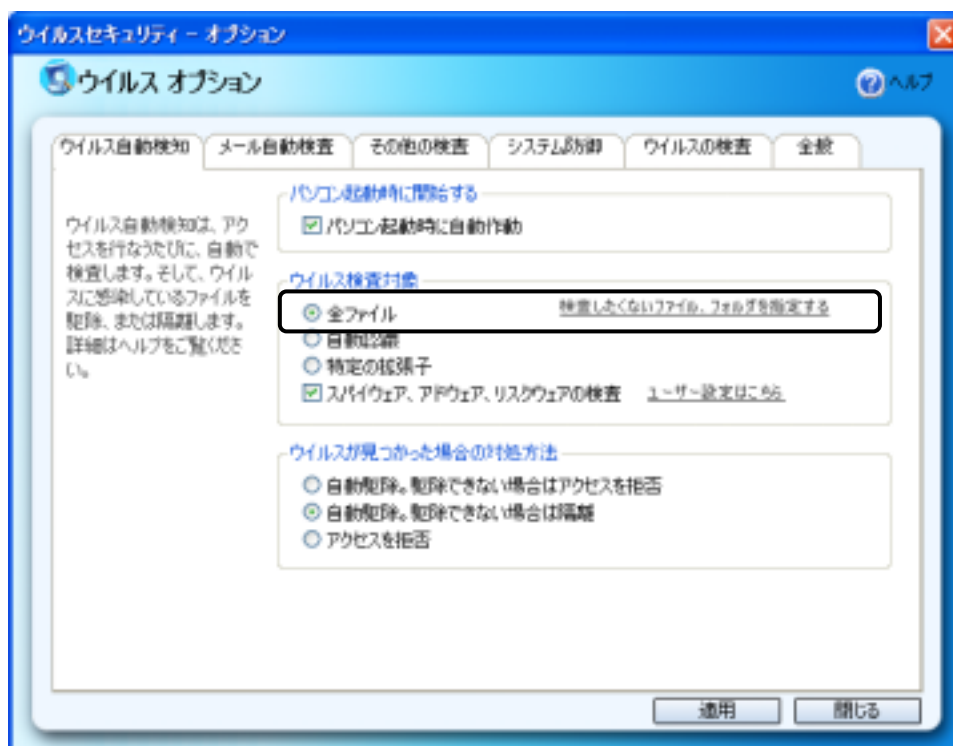 ウイルスセキュリティ - オプション
ウイルス オプション
ヘルプ
ウイルス自動検知
メール自動検査
その他の検査
システム防御
ウイルスの検査
全般
ウイルス自動検知は、アク
セスを行なうたびに、自動で
検査します。そして、ウイル
スに感染しているファイルを
駆除、または隔離します。
詳細はヘルプをご覧くださ
い。
パソコン起動時に開始する
パソコン起動時に自動作動
ウイルス検査対象
全ファイル
検査したくないファイル、フォルダを指定する
自動認識
特定の拡張子
スパイウェア、アドウェア、リスクウェアの検査
ユーザー設定はこちら
ウイルスが見つかった場合の対処方法
自動駆除。駆除できない場合はアクセスを拒否
自動駆除。駆除できない場合は隔離
アクセスを拒否
適用
閉じる